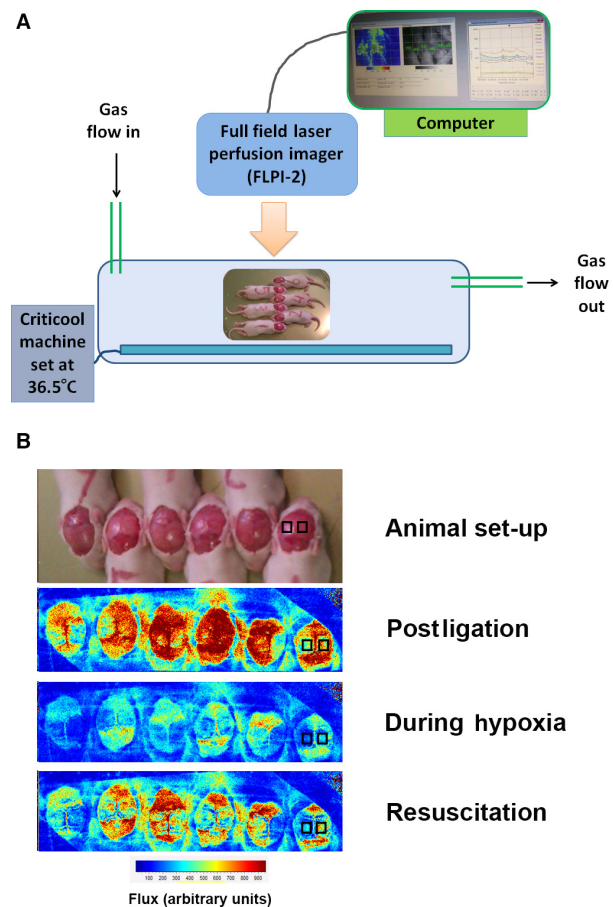 A
Gas
flow in
Full field laser
perfusion imager
(FLPI-2)
Computer
Gas
flow
out
Criticool
machine
set at
36.5°C
B
Animal set-up
Postligation
During hypoxia
Resuscitation
100 200 300 400 500 600 700 800 900
Flux (arbitrary units)